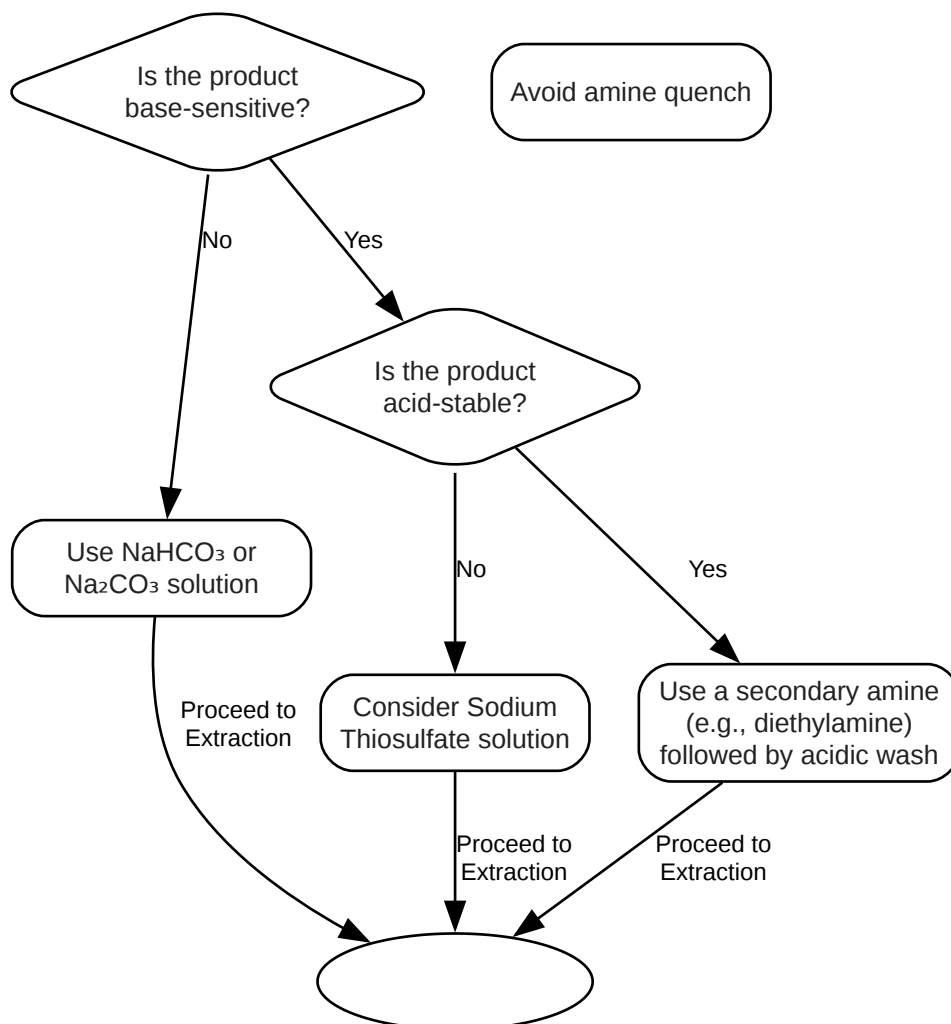 Is the product
base-sensitive?
Avoid amine quench
No
Yes
Is the product
acid-stable?
Use NaHCO₃ or
Na₂CO₃ solution
No
Yes
Proceed to
Extraction
Consider Sodium
Thiosulfate solution
Use a secondary amine
(e.g., diethylamine)
followed by acidic wash
Proceed to
Extraction
Proceed to
Extraction